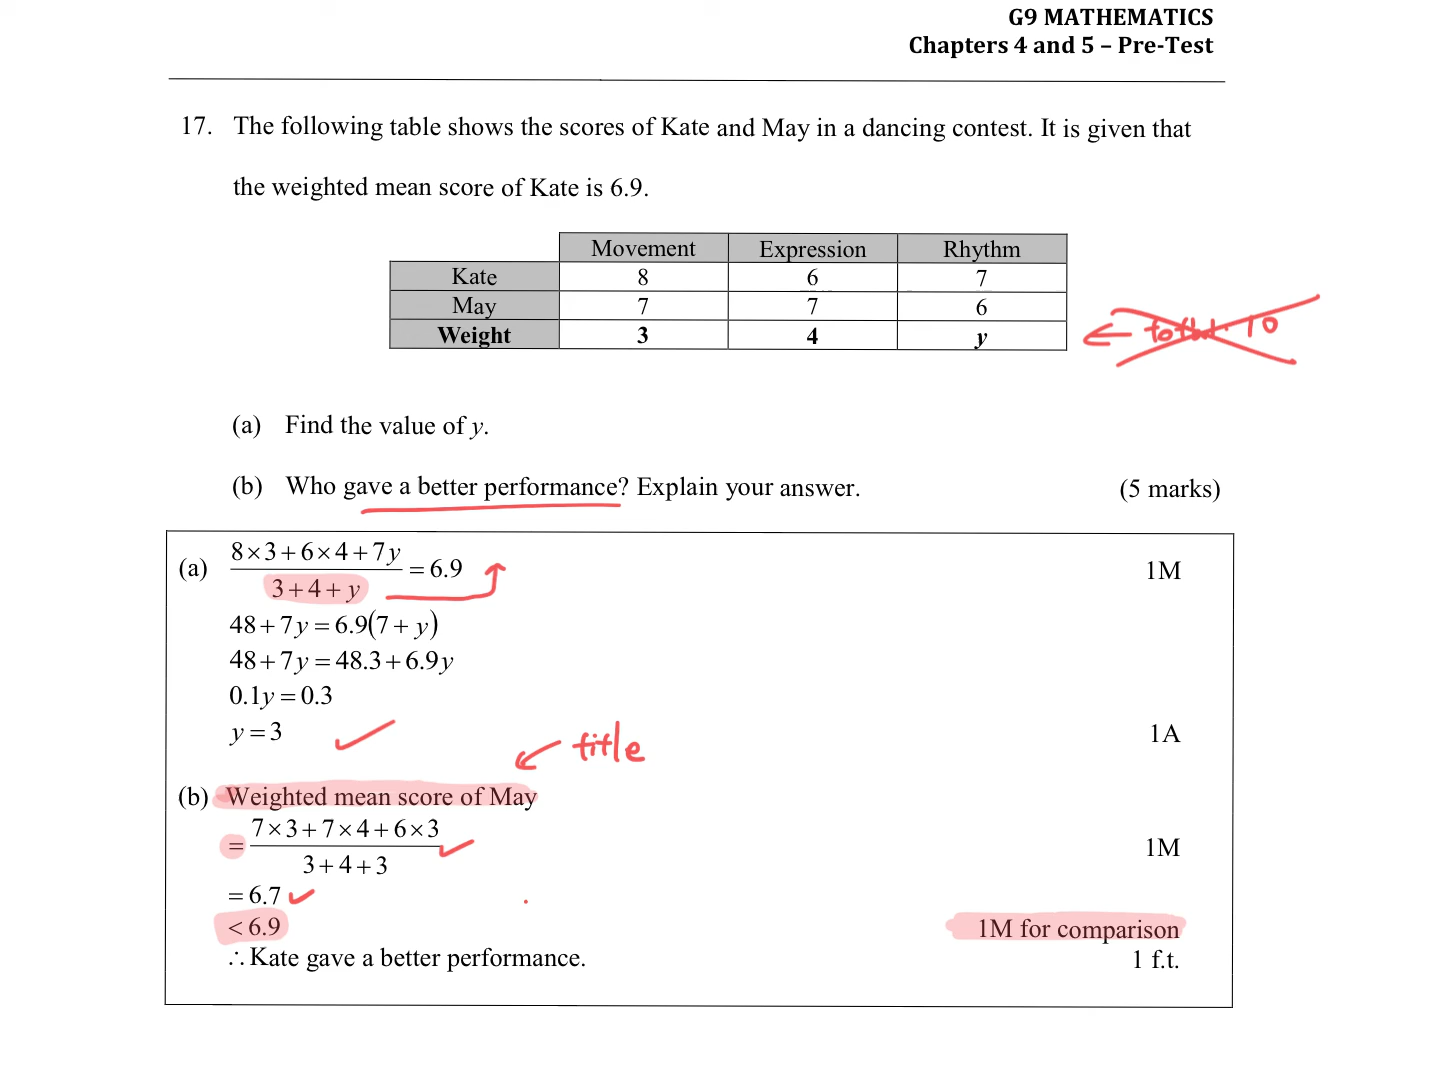 G9 MATHEMATICS
Chapters 4 and 5 – Pre-Test
17. The following table shows the scores of Kate and May in a dancing contest. It is given that
the weighted mean score of Kate is 6.9.
Movement Expression Rhythm
Kate 8 6 7
May 7 7 6
Weight 3 4 y
← total: 10
(a) Find the value of y.
(b) Who gave a better performance? Explain your answer. (5 marks)
(a) (8×3+6×4+7y)/(3+4+y) = 6.9 1M
48+7y=6.9(7+y)
48+7y=48.3+6.9y
0.1y=0.3
y=3 1A
← title
(b) Weighted mean score of May
= (7×3+7×4+6×3)/(3+4+3) 1M
= 6.7
< 6.9 1M for comparison
∴ Kate gave a better performance. 1 f.t.